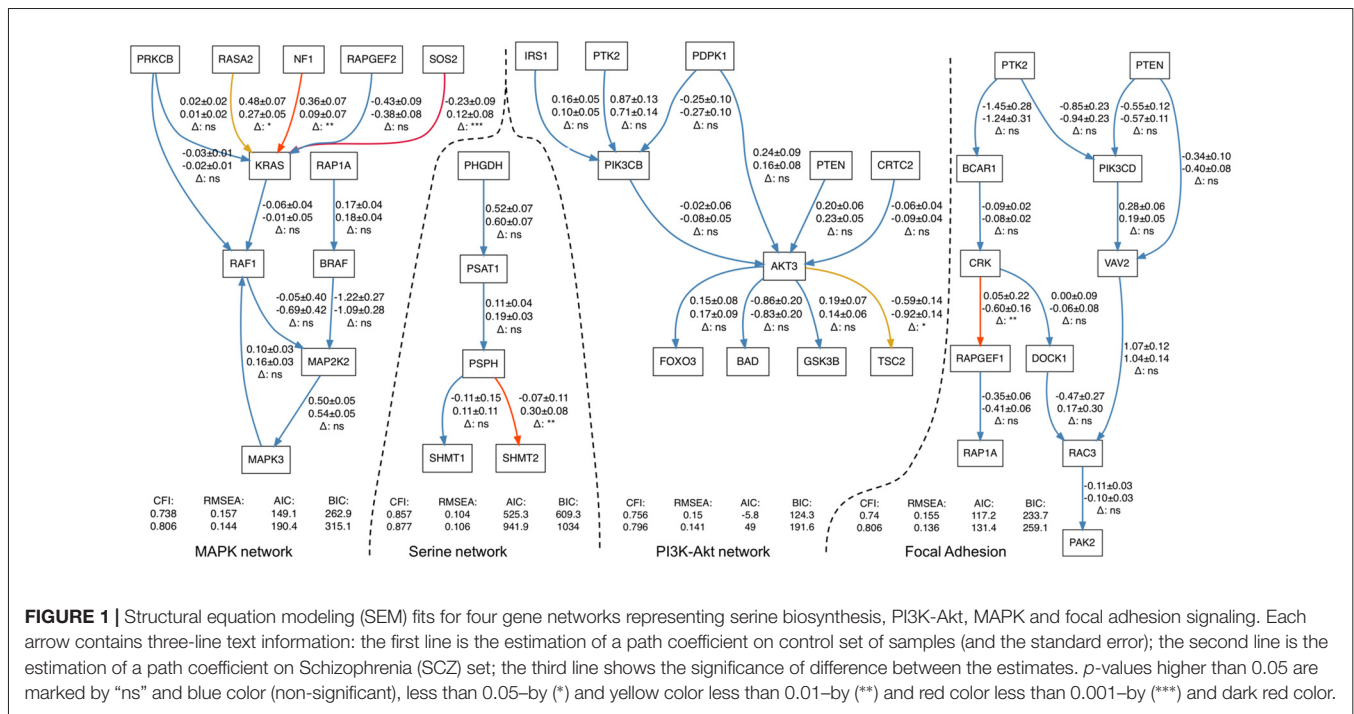 PRKCB
RASA2
NF1
RAPGEF2
SOS2
0.02±0.02
0.01±0.02
Δ: ns
0.48±0.07
0.27±0.05
Δ: *
0.36±0.07
0.09±0.07
Δ: **
-0.43±0.09
-0.38±0.08
Δ: ns
-0.23±0.09
0.12±0.08
Δ: ***
-0.03±0.01
-0.02±0.01
Δ: ns
KRAS
RAP1A
-0.06±0.04
-0.01±0.05
Δ: ns
0.17±0.04
0.18±0.04
Δ: ns
RAF1
BRAF
-0.05±0.40
-0.69±0.42
Δ: ns
-1.22±0.27
-1.09±0.28
Δ: ns
0.10±0.03
0.16±0.03
Δ: ns
MAP2K2
0.50±0.05
0.54±0.05
Δ: ns
MAPK3
CFI: RMSEA: AIC: BIC:
0.738 0.157 149.1 262.9
0.806 0.144 190.4 315.1
MAPK network
PHGDH
0.52±0.07
0.60±0.07
Δ: ns
PSAT1
0.11±0.04
0.19±0.03
Δ: ns
PSPH
-0.11±0.15
0.11±0.11
Δ: ns
-0.07±0.11
0.30±0.08
Δ: **
SHMT1
SHMT2
CFI: RMSEA: AIC: BIC:
0.857 0.104 525.3 609.3
0.877 0.106 941.9 1034
Serine network
IRS1
PTK2
PDPK1
0.16±0.05
0.10±0.05
Δ: ns
0.87±0.13
0.71±0.14
Δ: ns
-0.25±0.10
-0.27±0.10
Δ: ns
PIK3CB
0.24±0.09
0.16±0.08
Δ: ns
PTEN
CRTC2
-0.02±0.06
-0.08±0.05
Δ: ns
0.20±0.06
0.23±0.05
Δ: ns
-0.06±0.04
-0.09±0.04
Δ: ns
AKT3
0.15±0.08
0.17±0.09
Δ: ns
-0.86±0.20
-0.83±0.20
Δ: ns
0.19±0.07
0.14±0.06
Δ: ns
-0.59±0.14
-0.92±0.14
Δ: *
FOXO3
BAD
GSK3B
TSC2
CFI: RMSEA: AIC: BIC:
0.756 0.15 -5.8 124.3
0.796 0.141 49 191.6
PI3K-Akt network
PTK2
PTEN
-1.45±0.28
-1.24±0.31
Δ: ns
-0.85±0.23
-0.94±0.23
Δ: ns
-0.55±0.12
-0.57±0.11
Δ: ns
-0.34±0.10
-0.40±0.08
Δ: ns
BCAR1
PIK3CD
-0.09±0.02
-0.08±0.02
Δ: ns
0.28±0.06
0.19±0.05
Δ: ns
CRK
VAV2
0.05±0.22
-0.60±0.16
Δ: **
0.00±0.09
-0.06±0.08
Δ: ns
RAPGEF1
DOCK1
1.07±0.12
1.04±0.14
Δ: ns
-0.35±0.06
-0.41±0.06
Δ: ns
-0.47±0.27
0.17±0.30
Δ: ns
RAP1A
RAC3
-0.11±0.03
-0.10±0.03
Δ: ns
PAK2
CFI: RMSEA: AIC: BIC:
0.74 0.155 117.2 233.7
0.806 0.136 131.4 259.1
Focal Adhesion
FIGURE 1 | Structural equation modeling (SEM) fits for four gene networks representing serine biosynthesis, PI3K-Akt, MAPK and focal adhesion signaling. Each
arrow contains three-line text information: the first line is the estimation of a path coefficient on control set of samples (and the standard error); the second line is the
estimation of a path coefficient on Schizophrenia (SCZ) set; the third line shows the significance of difference between the estimates. p-values higher than 0.05 are
marked by “ns” and blue color (non-significant), less than 0.05–by (*) and yellow color less than 0.01–by (**) and red color less than 0.001–by (***) and dark red color.